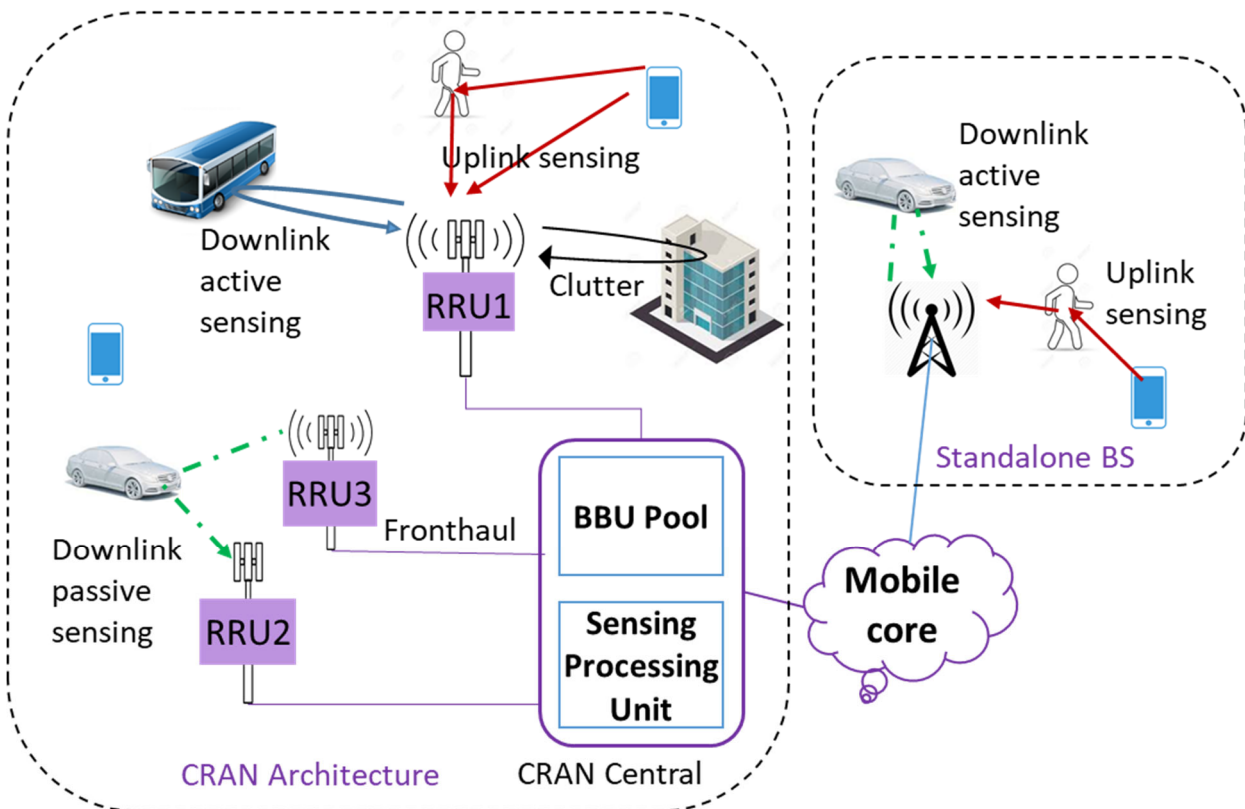 Uplink sensing
Downlink
active
sensing
RRU1
Clutter
Downlink
active
sensing
Uplink
sensing
Standalone BS
RRU3
Fronthaul
Downlink
passive
sensing
RRU2
BBU Pool
Sensing
Processing
Unit
Mobile
core
CRAN Architecture
CRAN Central